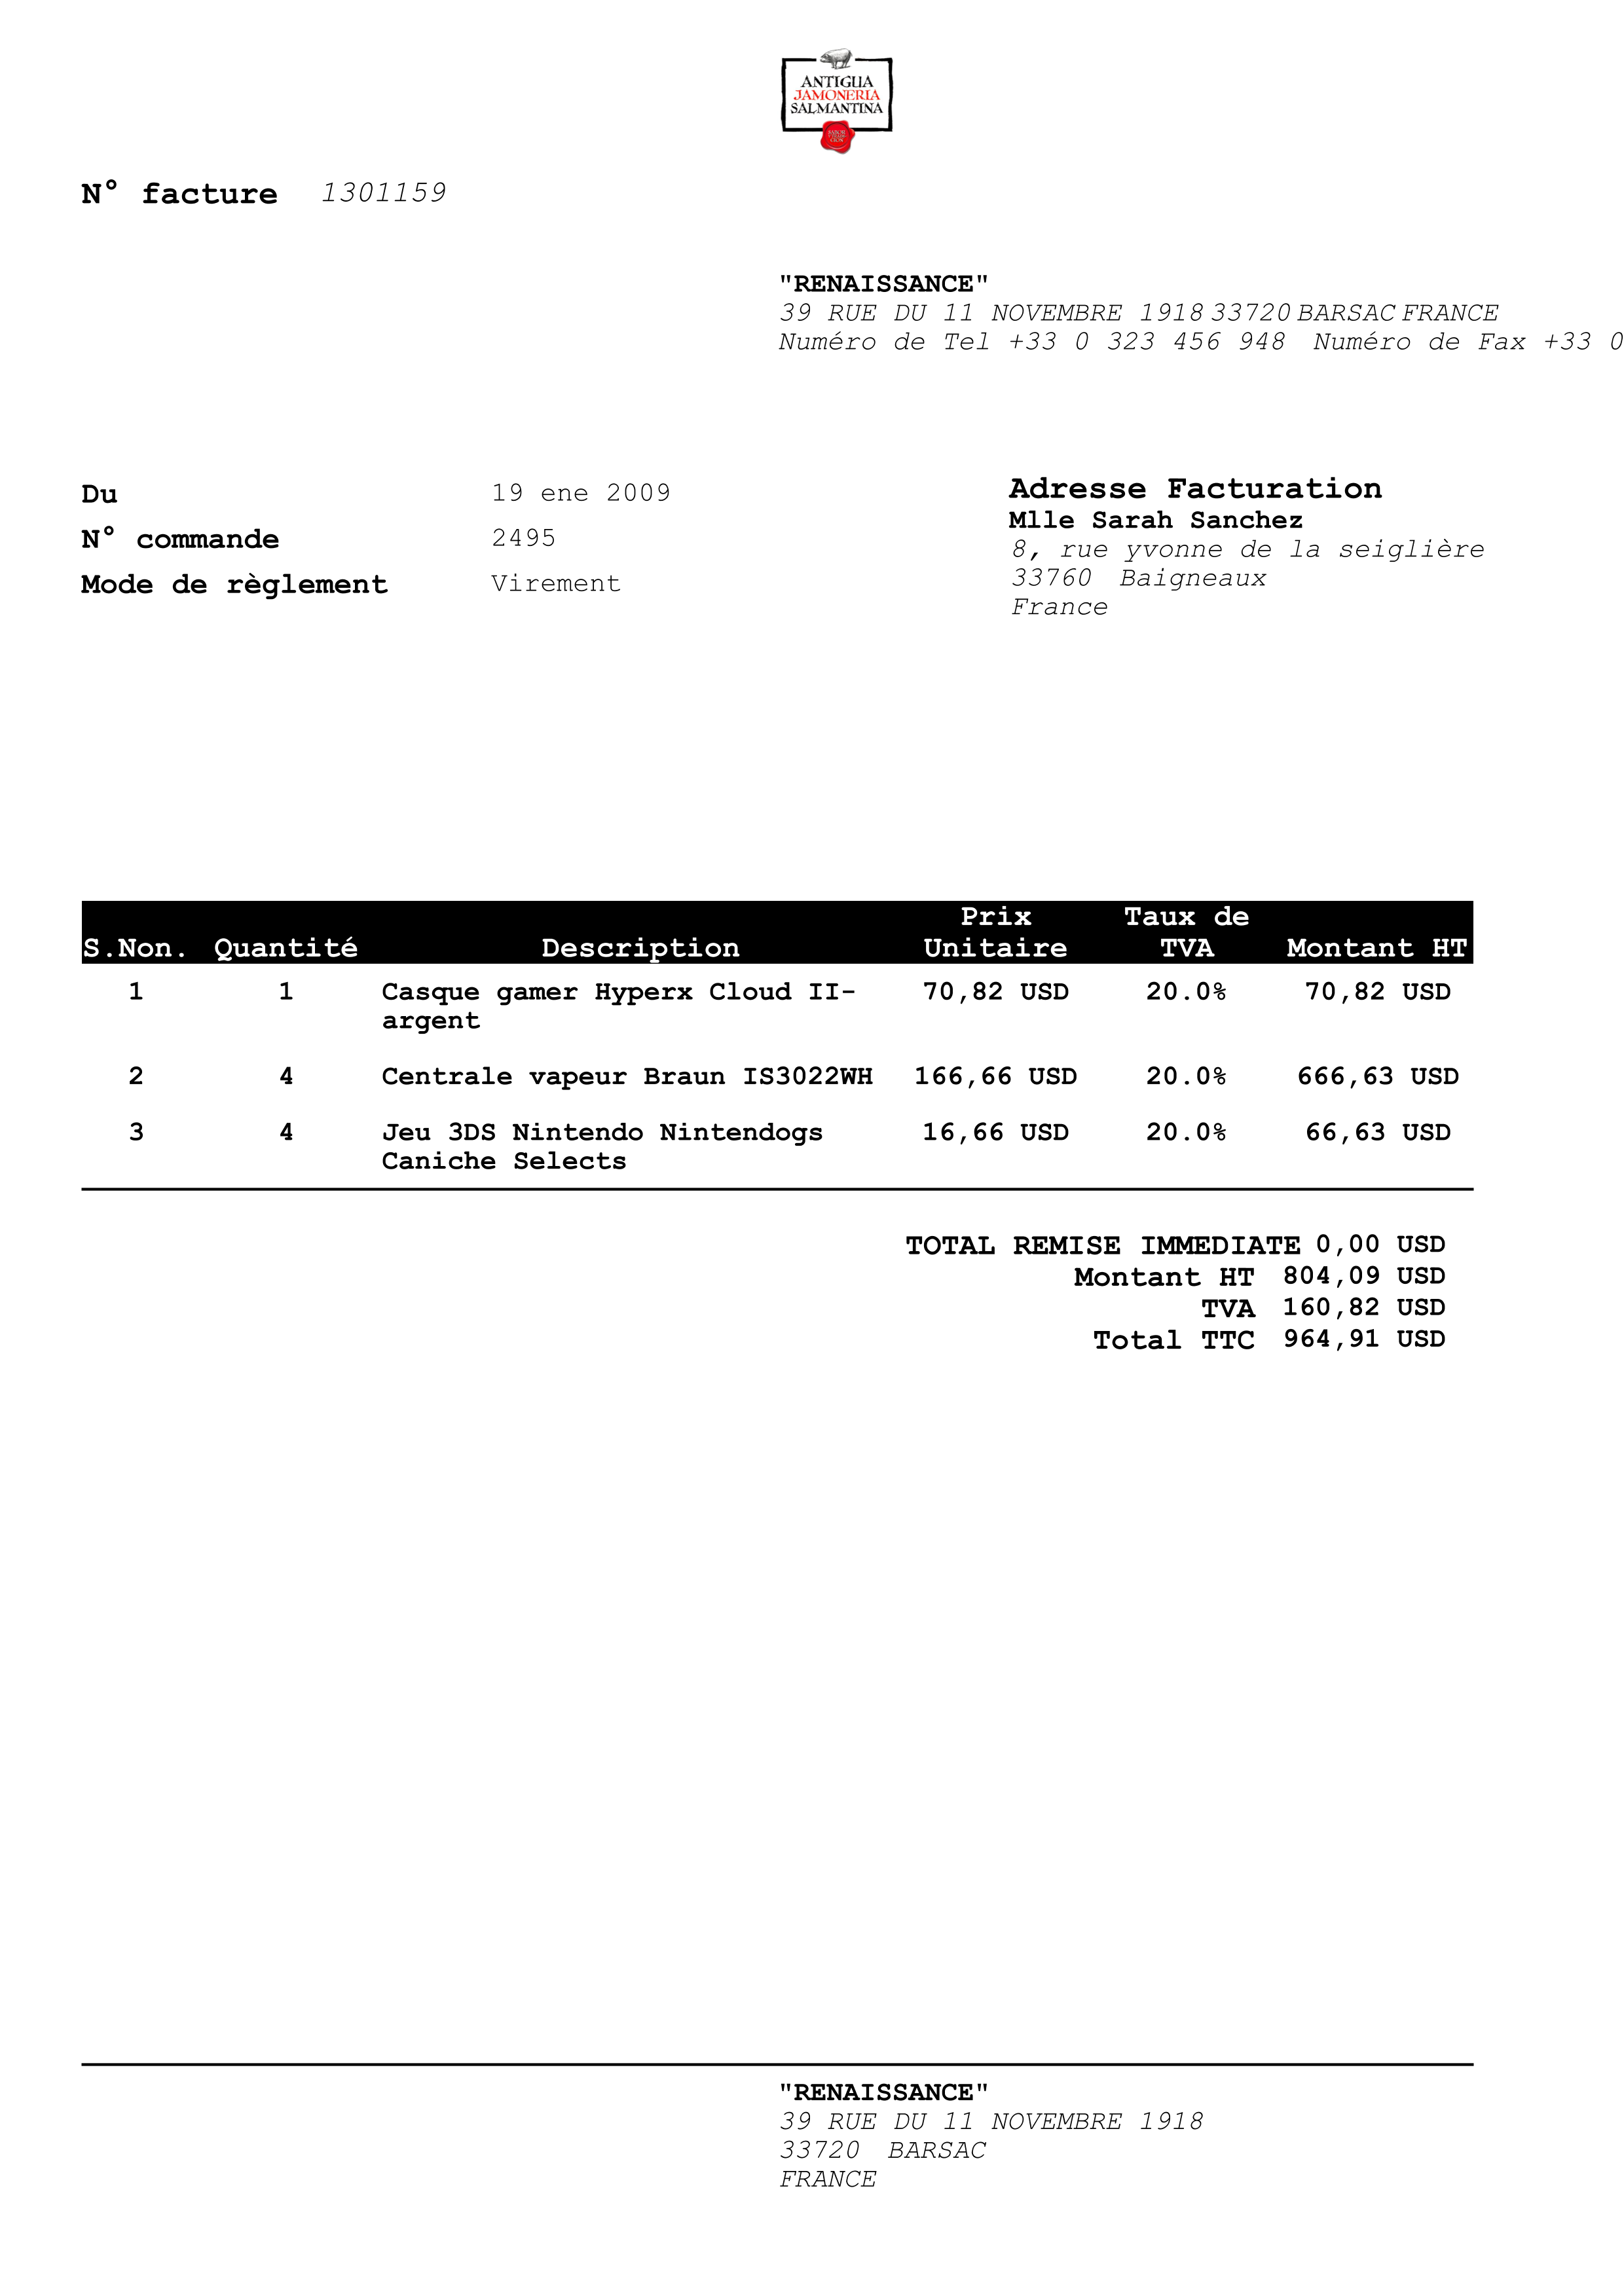 ANTIGUA
JAMONERIA
SALMANTINA
N° facture 1301159
"RENAISSANCE"
39 RUE DU 11 NOVEMBRE 1918 33720 BARSAC FRANCE
Numéro de Tel +33 0 323 456 948 Numéro de Fax +33 0
Du 19 ene 2009
N° commande 2495
Mode de règlement Virement
Adresse Facturation
Mlle Sarah Sanchez
8, rue yvonne de la seiglière
33760 Baigneaux
France
Prix Taux de
S.Non. Quantité Description Unitaire TVA Montant HT
1 1 Casque gamer Hyperx Cloud II- 70,82 USD 20.0% 70,82 USD
argent
2 4 Centrale vapeur Braun IS3022WH 166,66 USD 20.0% 666,63 USD
3 4 Jeu 3DS Nintendo Nintendogs 16,66 USD 20.0% 66,63 USD
Caniche Selects
TOTAL REMISE IMMEDIATE 0,00 USD
Montant HT 804,09 USD
TVA 160,82 USD
Total TTC 964,91 USD
"RENAISSANCE"
39 RUE DU 11 NOVEMBRE 1918
33720 BARSAC
FRANCE